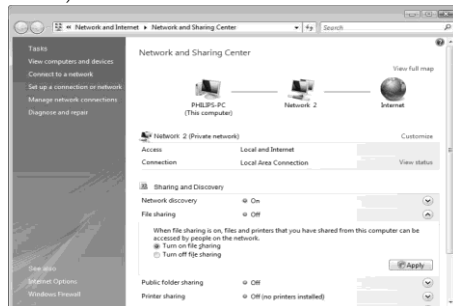 Network and Internet ▸ Network and Sharing Center
Search
Tasks
View computers and devices
Connect to a network
Set up a connection or network
Manage network connections
Diagnose and repair
See also
Internet Options
Windows Firewall
Network and Sharing Center
View full map
PHILIPS-PC
(This computer)
Network 2
Internet
Network 2 (Private network)
Customize
Access Local and Internet
Connection Local Area Connection View status
Sharing and Discovery
Network discovery On
File sharing Off
When file sharing is on, files and printers that you have shared from this computer can be
accessed by people on the network.
Turn on file sharing
Turn off file sharing
Apply
Public folder sharing Off
Printer sharing Off (no printers installed)